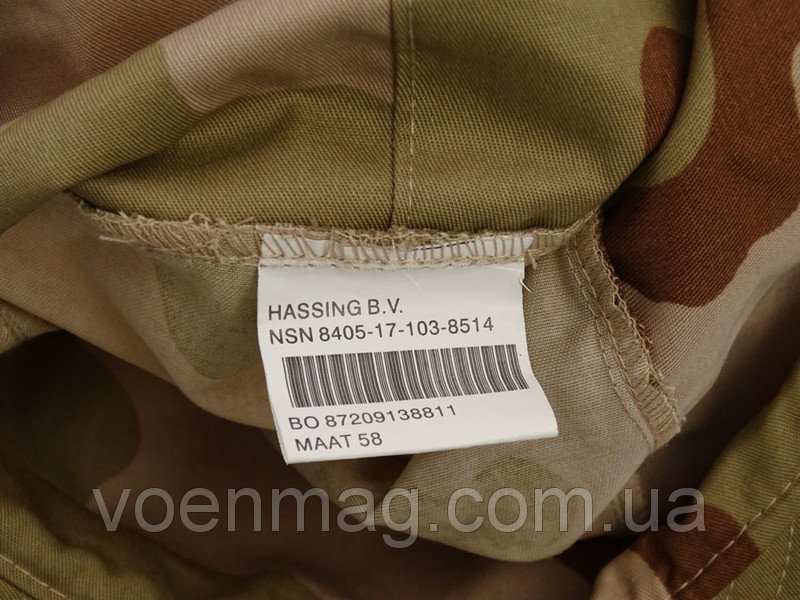 HASSING B.V.
NSN 8405-17-103-8514
BO 87209138811
MAAT 58
voenmag.com.ua